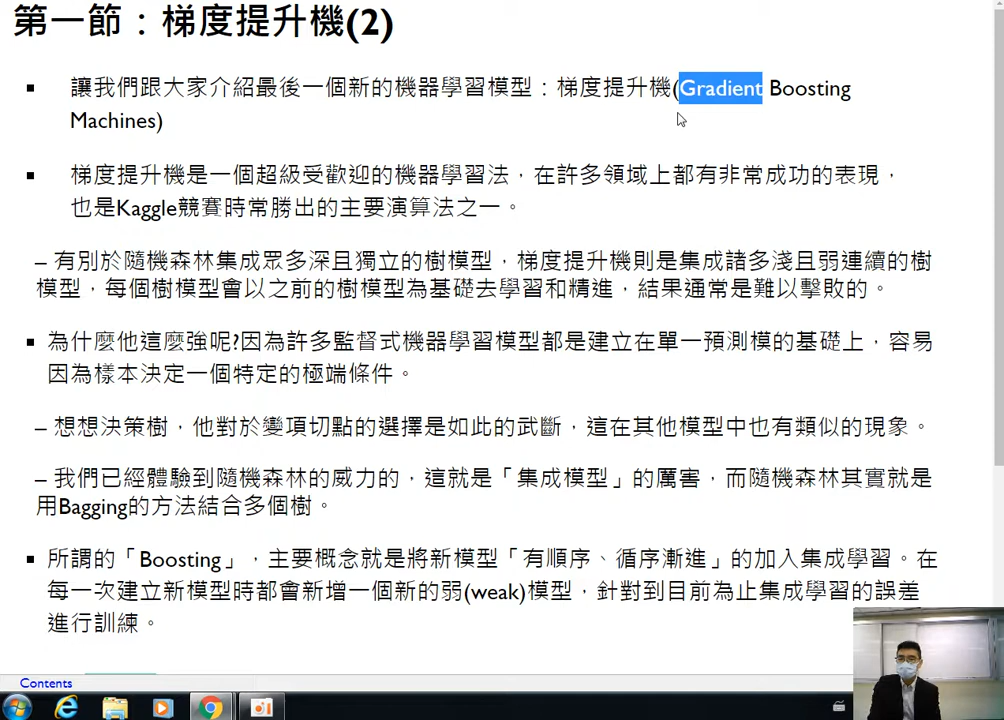 第一節：梯度提升機(2)
▪ 讓我們跟大家介紹最後一個新的機器學習模型：梯度提升機(Gradient Boosting
Machines)
▪ 梯度提升機是一個超級受歡迎的機器學習法，在許多領域上都有非常成功的表現，
也是Kaggle競賽時常勝出的主要演算法之一。
– 有別於隨機森林集成眾多深且獨立的樹模型，梯度提升機則是集成諸多淺且弱連續的樹
模型，每個樹模型會以之前的樹模型為基礎去學習和精進，結果通常是難以擊敗的。
▪ 為什麼他這麼強呢?因為許多監督式機器學習模型都是建立在單一預測模的基礎上，容易
因為樣本決定一個特定的極端條件。
– 想想決策樹，他對於變項切點的選擇是如此的武斷，這在其他模型中也有類似的現象。
– 我們已經體驗到隨機森林的威力的，這就是「集成模型」的厲害，而隨機森林其實就是
用Bagging的方法結合多個樹。
▪ 所謂的「Boosting」，主要概念就是將新模型「有順序、循序漸進」的加入集成學習。在
每一次建立新模型時都會新增一個新的弱(weak)模型，針對到目前為止集成學習的誤差
進行訓練。
Contents